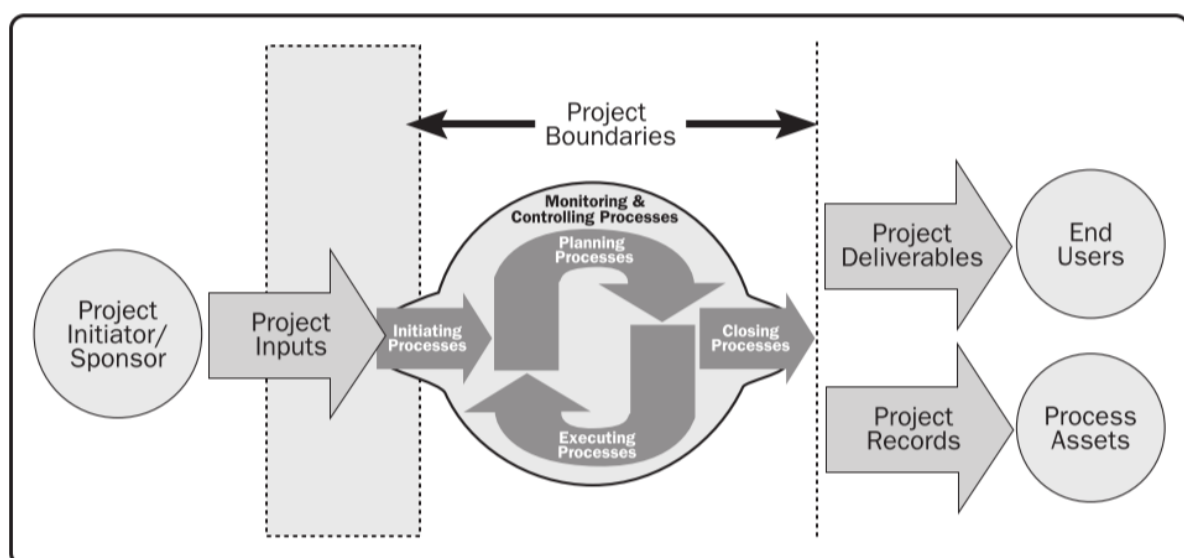 Project
Boundaries
Monitoring &
Controlling Processes
Planning
Processes
Project
Initiator/
Sponsor
Project
Inputs
Initiating
Processes
Closing
Processes
Executing
Processes
Project
Deliverables
End
Users
Project
Records
Process
Assets